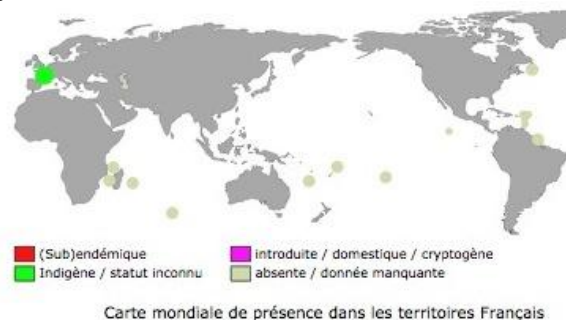 (Sub)endémique
introduite / domestique / cryptogène
Indigène / statut inconnu
absente / donnée manquante
Carte mondiale de présence dans les territoires Français